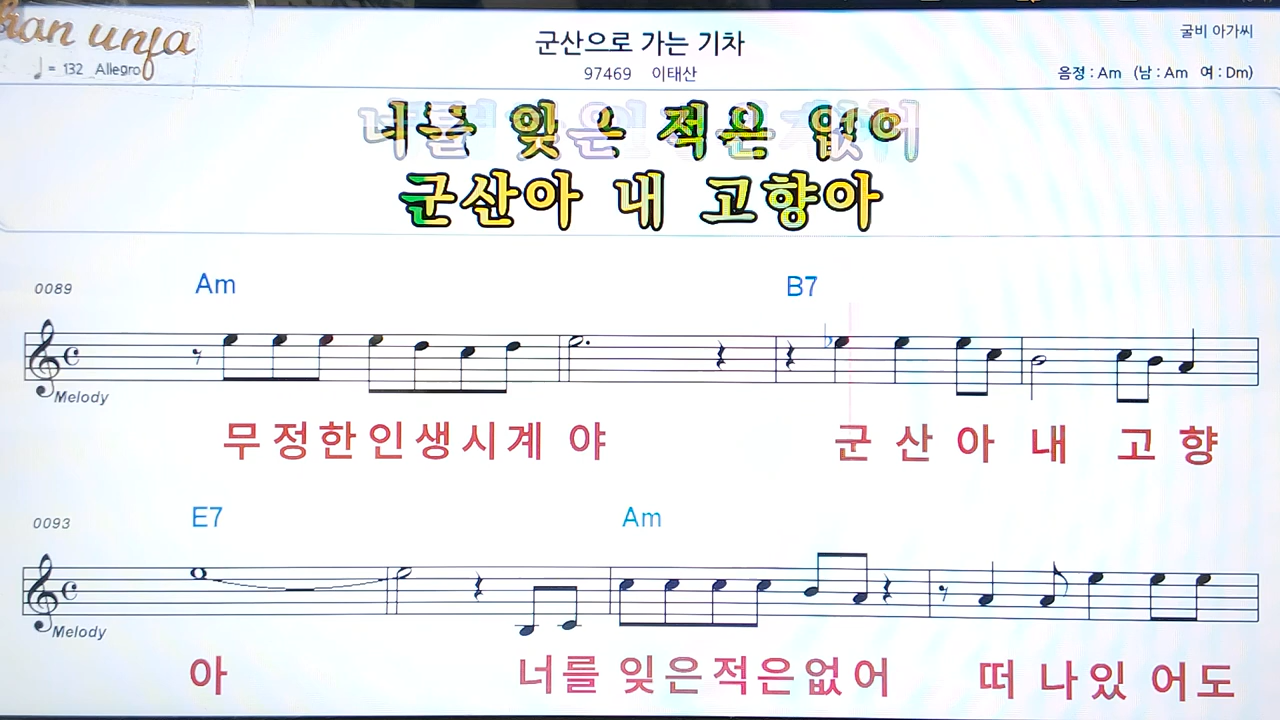 군산으로 가는 기차
굴비 아가씨
♩= 132 Allegro
97469 이태산
음정 : Am (남 : Am 여 : Dm)
너를 잊은 적은 없어
군산아 내 고향아
0089 Am B7
Melody
무정한인생시계 야 군 산 아 내 고 향
0093 E7 Am
Melody
아 너를 잊은적은없어 떠 나있 어도